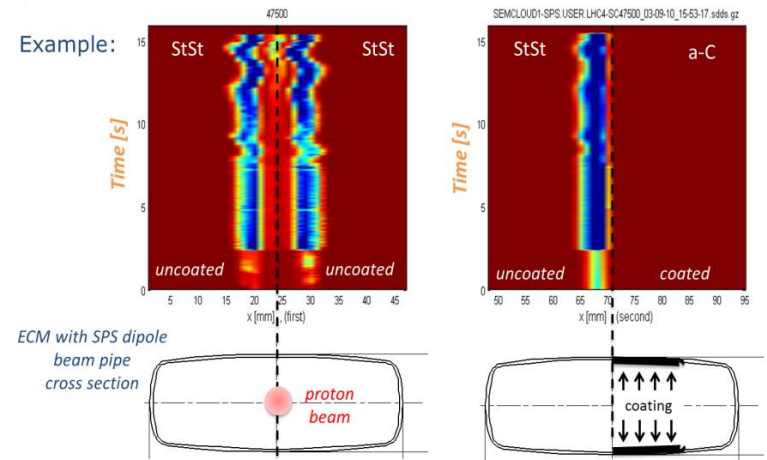 47500
SEMCLOUD1-SPS.USER.LHC4-SC47500_03-09-10_15-53-17.sdds.gz
Example:
StSt
StSt
StSt
a-C
Time [s]
15
10
5
0
uncoated
uncoated
5 10 15 20 25 30 35 40 45
x [mm] , (first)
Time [s]
15
10
5
0
uncoated
coated
50 55 60 65 70 75 80 85 90 95
x [mm] , (second)
ECM with SPS dipole
beam pipe
cross section
proton
beam
coating